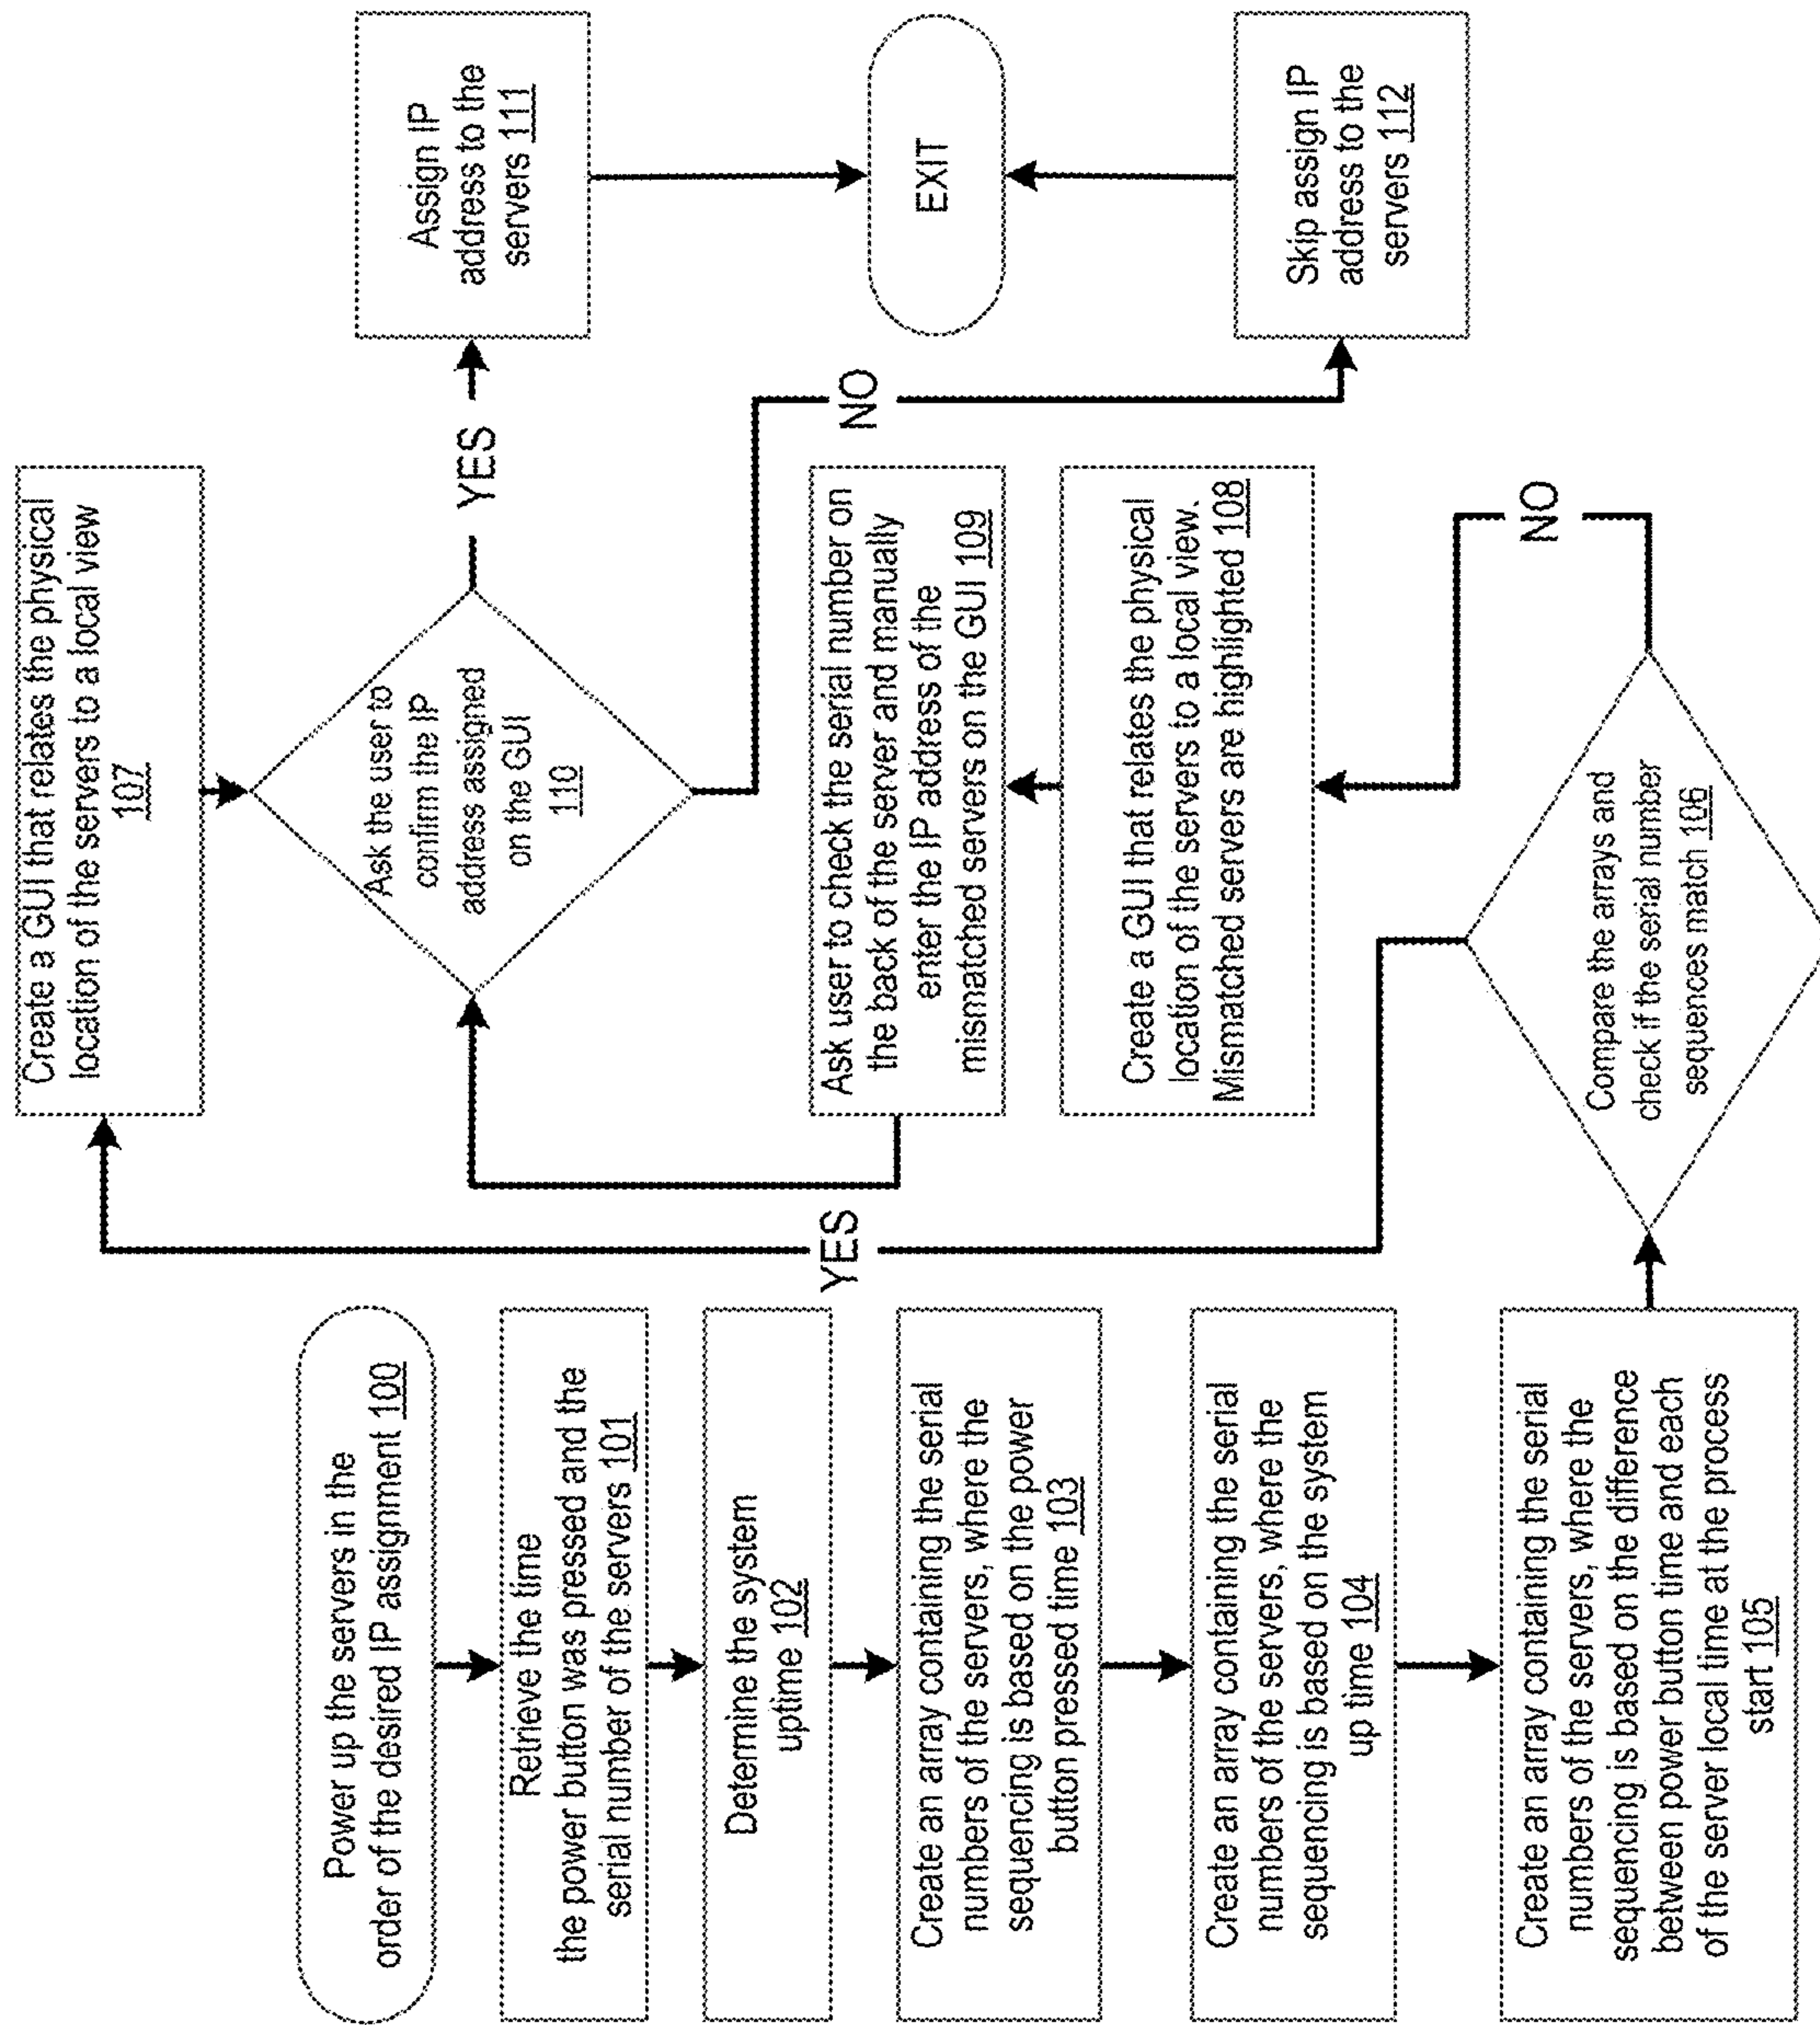 Power up the servers in the
order of the desired IP assignment 100
Retrieve the time
the power button was pressed and the
serial number of the servers 101
Determine the system
uptime 102
Create an array containing the serial
numbers of the servers, where the
sequencing is based on the power
button pressed time 103
Create an array containing the serial
numbers of the servers, where the
sequencing is based on the system
up time 104
Create an array containing the serial
numbers of the servers, where the
sequencing is based on the difference
between power button time and each
of the server local time at the process
start 105
Compare the arrays and
check if the serial number
sequences match 106
YES
NO
Create a GUI that relates the physical
location of the servers to a local view
107
Create a GUI that relates the physical
location of the servers to a local view.
Mismatched servers are highlighted 108
Ask user to check the serial number on
the back of the server and manually
enter the IP address of the
mismatched servers on the GUI 109
Ask the user to
confirm the IP
address assigned
on the GUI
110
YES
NO
Assign IP
address to the
servers 111
Skip assign IP
address to the
servers 112
EXIT